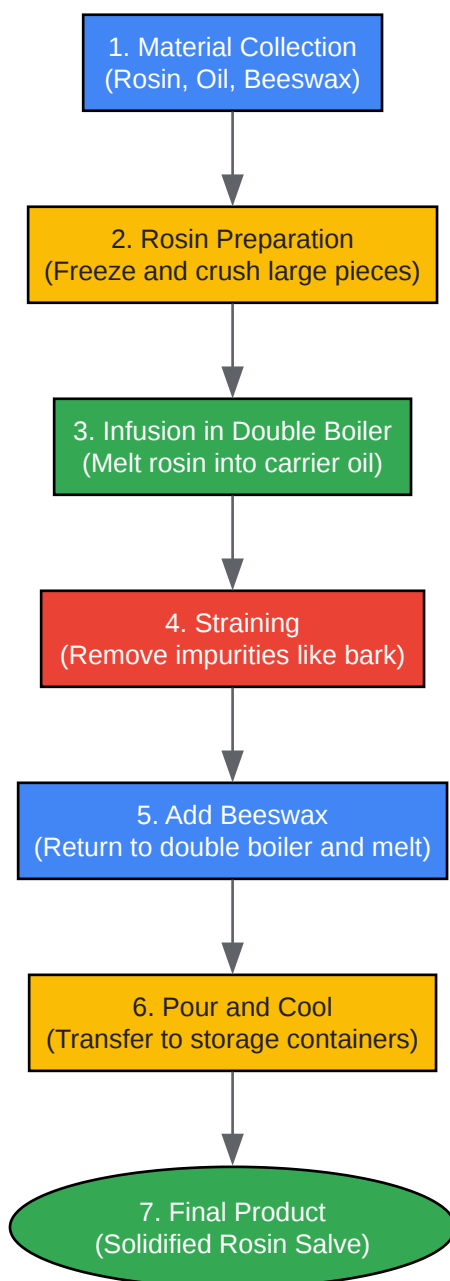 1. Material Collection
(Rosin, Oil, Beeswax)
2. Rosin Preparation
(Freeze and crush large pieces)
3. Infusion in Double Boiler
(Melt rosin into carrier oil)
4. Straining
(Remove impurities like bark)
5. Add Beeswax
(Return to double boiler and melt)
6. Pour and Cool
(Transfer to storage containers)
7. Final Product
(Solidified Rosin Salve)